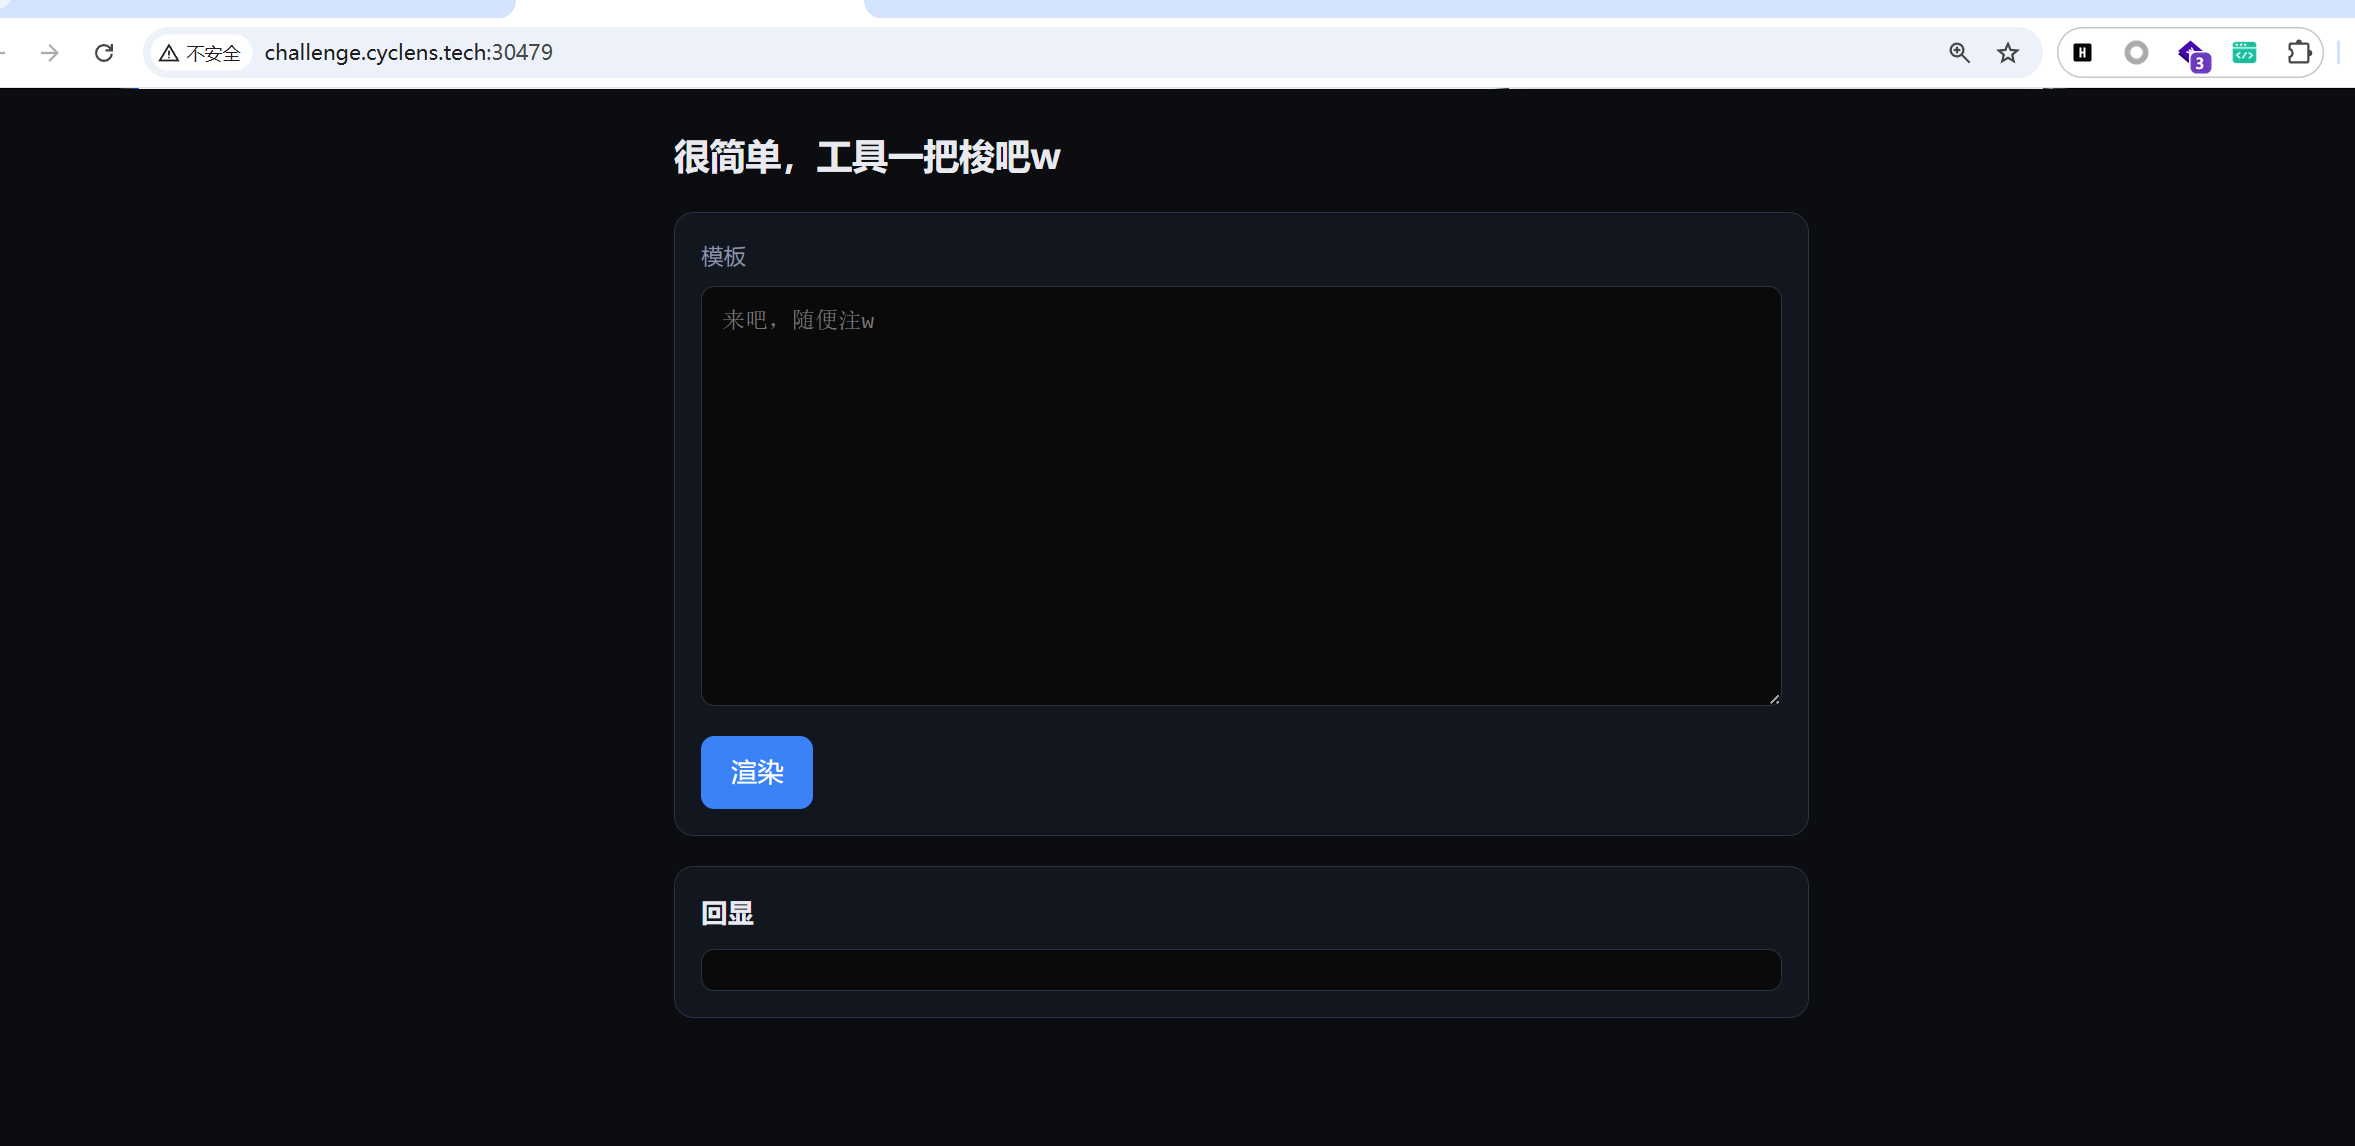 不安全 challenge.cyclens.tech:30479
H
3
很简单，工具一把梭吧w
模板
来吧，随便注w
渲染
回显